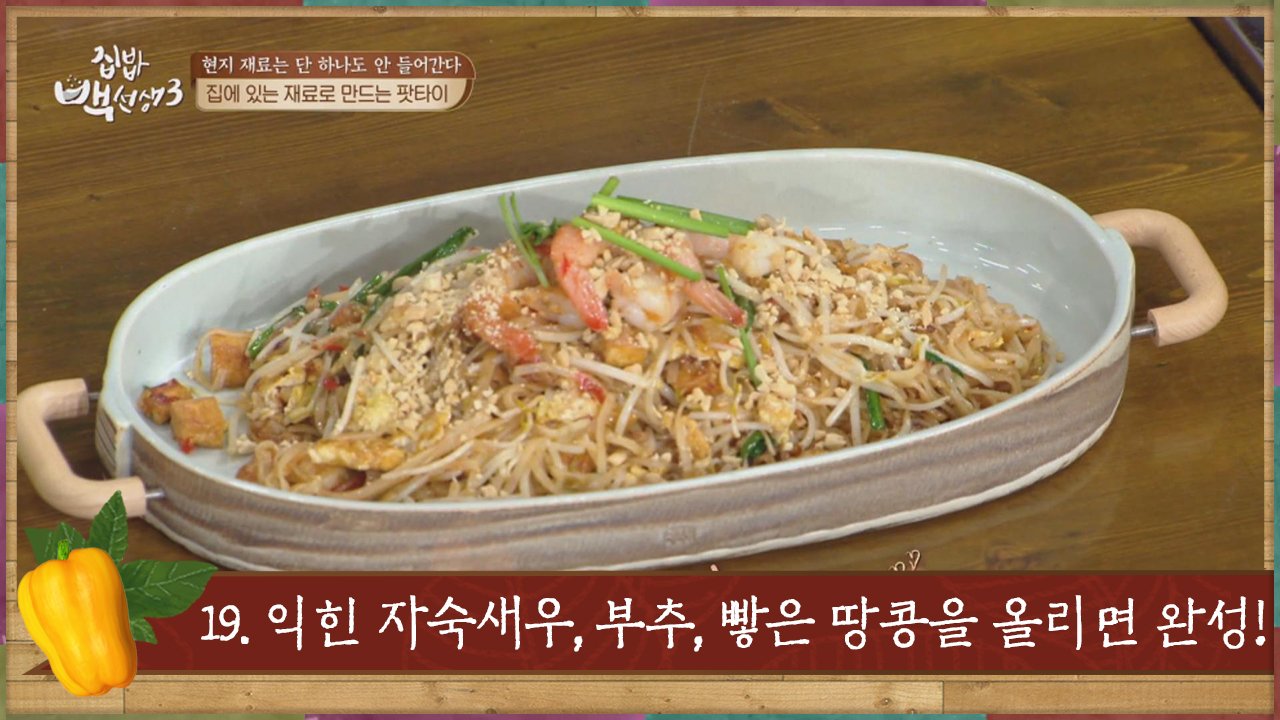 집밥
백선생3
현지 재료는 단 하나도 안 들어간다
집에 있는 재료로 만드는 팟타이
19. 익힌 자숙새우, 부추, 빻은 땅콩을 올리면 완성!